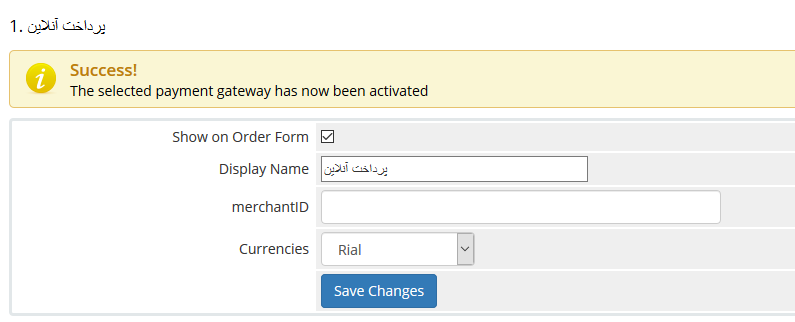 1. پرداخت آنلاین
Success!
The selected payment gateway has now been activated
Show on Order Form
Display Name پرداخت آنلاین
merchantID
Currencies Rial
Save Changes